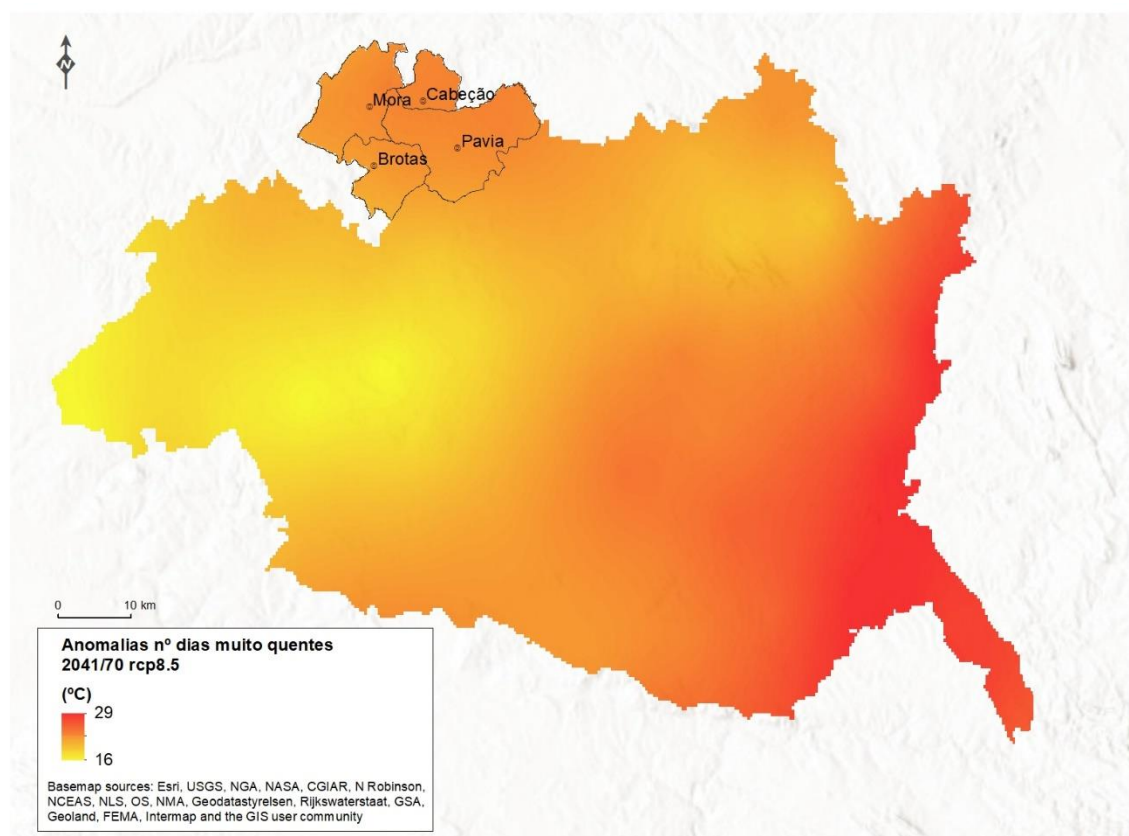 N
Mora
Cabeção
Pavia
Brotas
0 10 km
Anomalias nº dias muito quentes
2041/70 rcp8.5
(ºC)
29
16
Basemap sources: Esri, USGS, NGA, NASA, CGIAR, N Robinson,
NCEAS, NLS, OS, NMA, Geodatastyrelsen, Rijkswaterstaat, GSA,
Geoland, FEMA, Intermap and the GIS user community